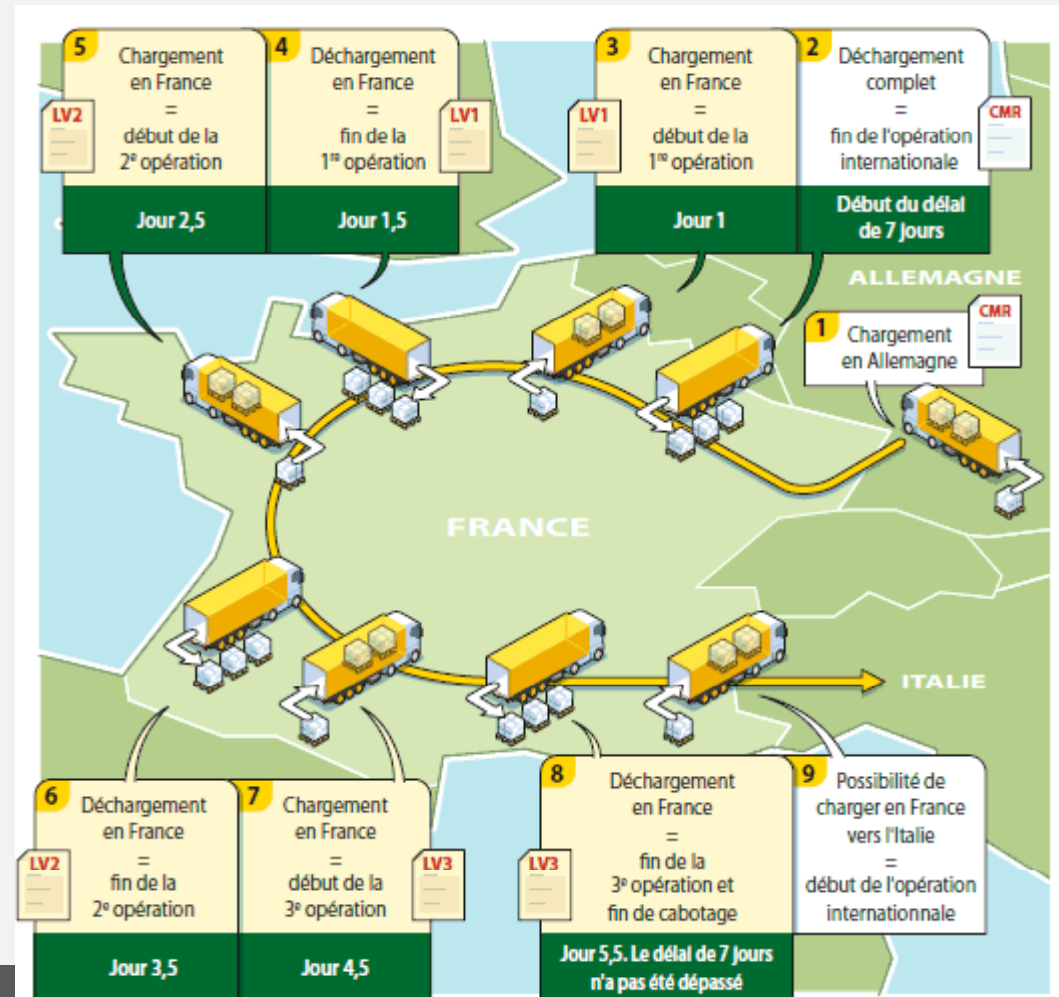 5
Chargement
en France
=
début de la
2e opération
LV2
Jour 2,5
4
Déchargement
en France
=
fin de la
1re opération
LV1
Jour 1,5
3
Chargement
en France
=
début de la
1re opération
LV1
Jour 1
2
Déchargement
complet
=
fin de l'opération
internationale
CMR
Début du délai
de 7 jours
ALLEMAGNE
1
Chargement
en Allemagne
CMR
FRANCE
ITALIE
6
Déchargement
en France
=
fin de la
2e opération
LV2
Jour 3,5
7
Chargement
en France
=
début de la
3e opération
LV3
Jour 4,5
8
Déchargement
en France
=
fin de la
3e opération et
fin de cabotage
LV3
Jour 5,5. Le délai de 7 jours
n'a pas été dépassé
9
Possibilité de
charger en France
vers l'Italie
=
début de l'opération
internationnale